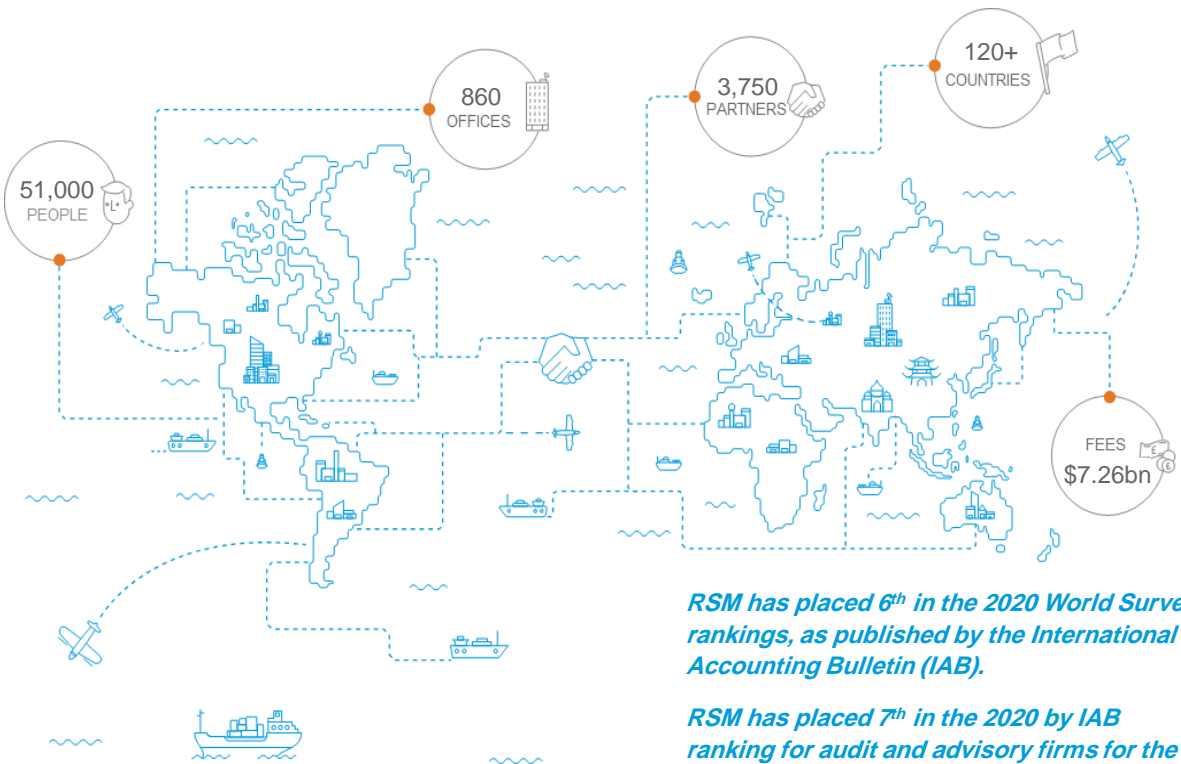 120+
COUNTRIES
860
OFFICES
3,750
PARTNERS
51,000
PEOPLE
FEES
$7.26bn
RSM has placed 6th in the 2020 World Surve
rankings, as published by the International
Accounting Bulletin (IAB).
RSM has placed 7th in the 2020 by IAB
ranking for audit and advisory firms for the